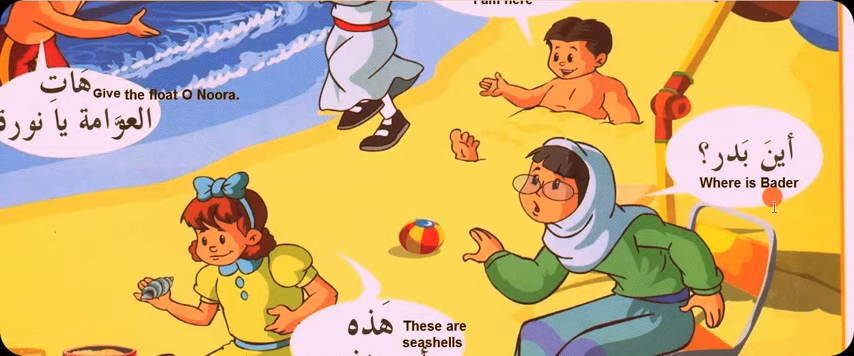 I am here
هَاتِ
Give the float O Noora.
العوَّامة يا نورة
أينَ بَدر؟
Where is Bader
هَذه
These are
seashells